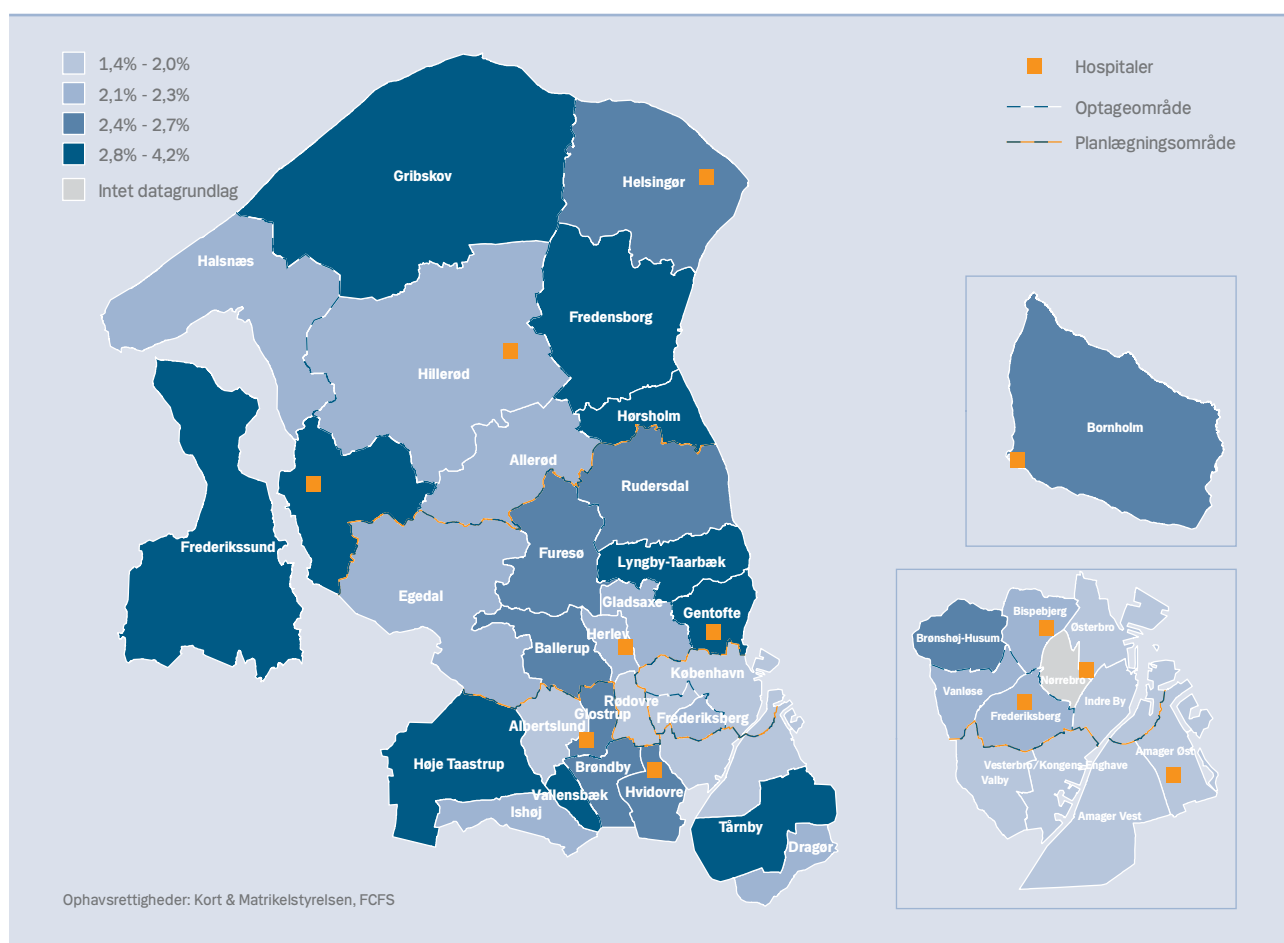 1,4% - 2,0%
2,1% - 2,3%
2,4% - 2,7%
2,8% - 4,2%
Intet datagrundlag
Hospitaler
Optageområde
Planlægningsområde
Gribskov
Helsingør
Halsnæs
Fredensborg
Hillerød
Hørsholm
Allerød
Rudersdal
Frederikssund
Furesø
Lyngby-Taarbæk
Egedal
Gladsaxe
Gentofte
Herlev
Ballerup
København
Rødovre
Glostrup
Frederiksberg
Albertslund
Høje Taastrup
Brøndby
Vallensbæk
Hvidovre
Ishøj
Tårnby
Dragør
Bornholm
Bispebjerg
Østerbro
Brønshøj-Husum
Nørrebro
Vanløse
Indre By
Frederiksberg
Amager Øst
Vesterbro/Kongens Enghave
Valby
Amager Vest
Ophavsrettigheder: Kort & Matrikelstyrelsen, FCFS